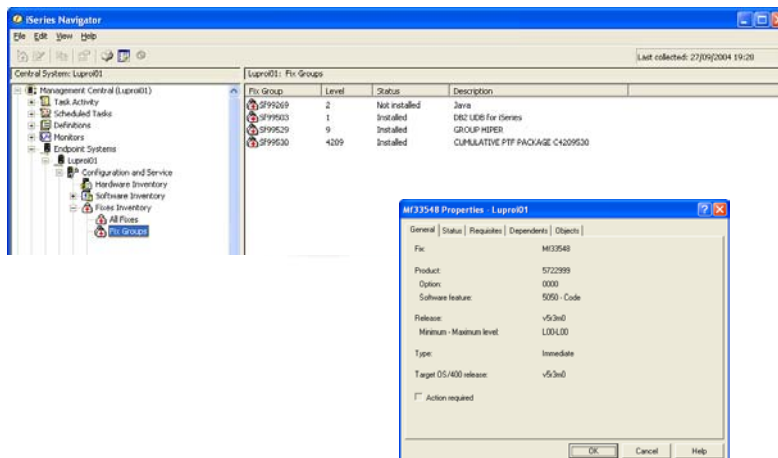 iSeries Navigator
File Edit View Help
Last collected: 27/09/2004 19:20
Central System: Luproi01
Luproi01: Fix Groups
Management Central (Luproi01)
Task Activity
Scheduled Tasks
Definitions
Monitors
Endpoint Systems
Luproi01
Configuration and Service
Hardware Inventory
Software Inventory
Fixes Inventory
All Fixes
Fix Groups
Fix Group Level Status Description
Sf99269 2 Not installed Java
Sf99503 1 Installed DB2 UDB for iSeries
Sf99529 9 Installed GROUP HIPER
Sf99530 4209 Installed CUMULATIVE PTF PACKAGE C4209530
Mf33548 Properties - Luproi01
General Status Requisites Dependents Objects
Fix: Mf33548
Product: 5722999
Option: 0000
Software feature: 5050 - Code
Release: v5r3m0
Minimum - Maximum level: L00-L00
Type: Immediate
Target OS/400 release: v5r3m0
Action required
OK Cancel Help